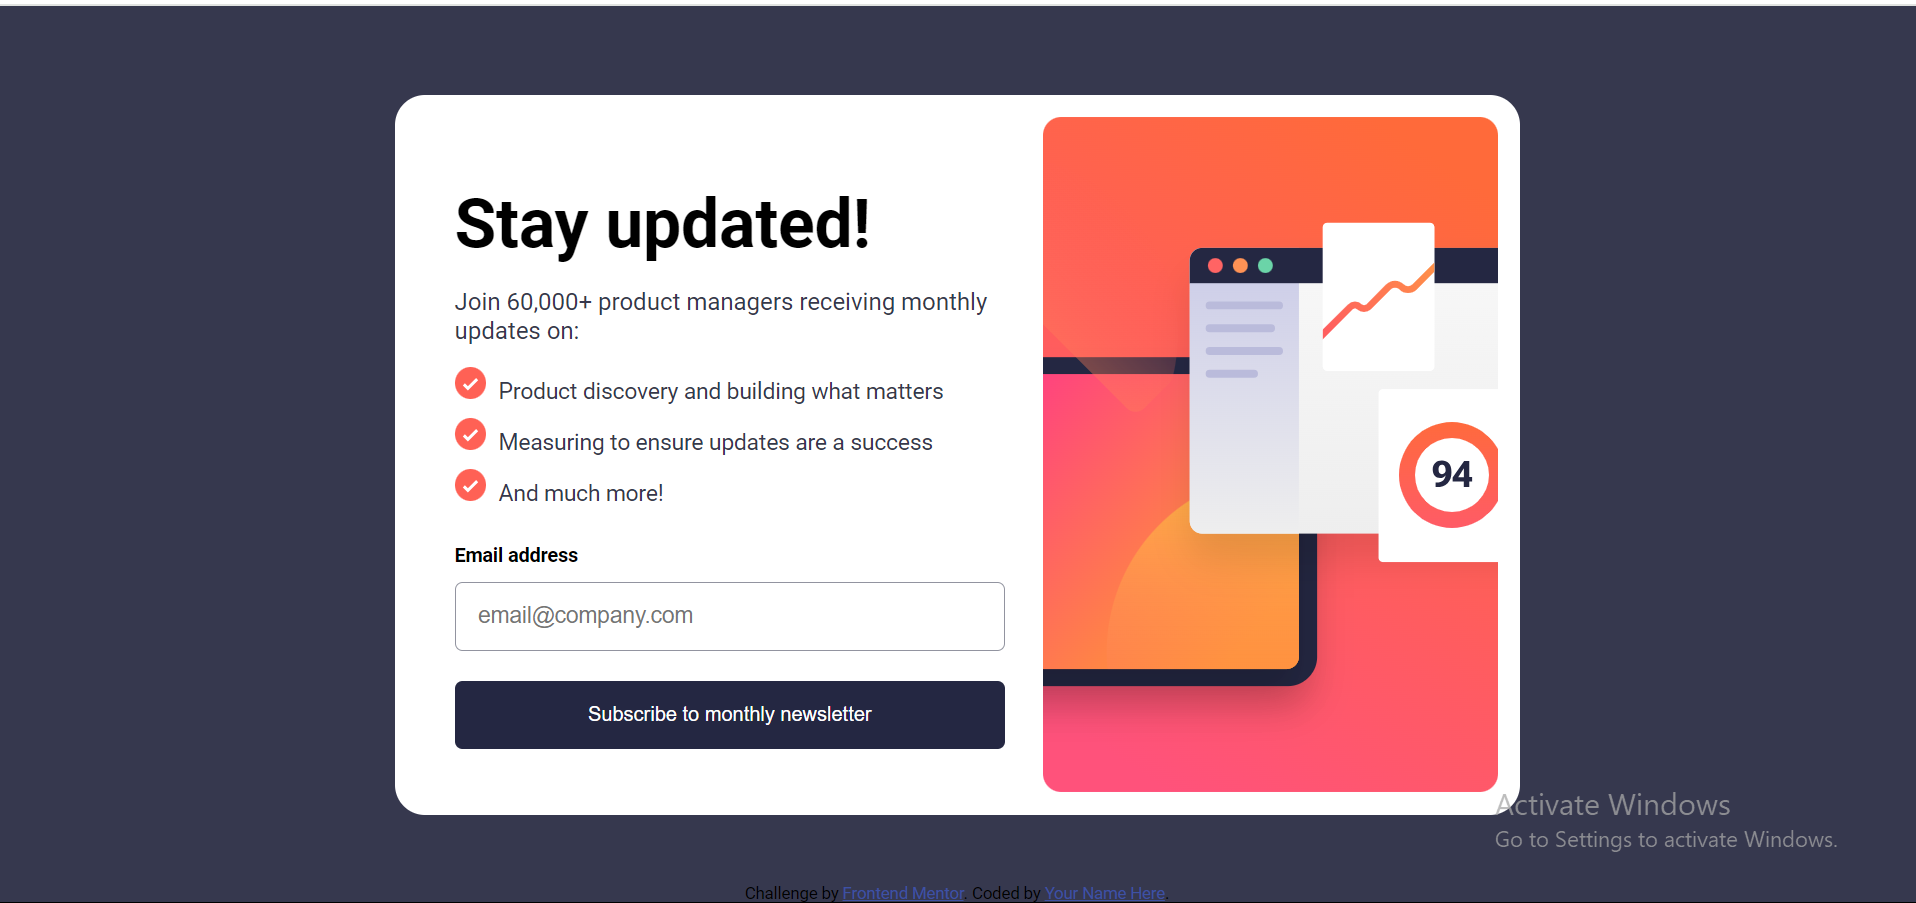 Stay updated!
Join 60,000+ product managers receiving monthly
updates on:
Product discovery and building what matters
Measuring to ensure updates are a success
And much more!
Email address
email@company.com
Subscribe to monthly newsletter
94
Activate Windows
Go to Settings to activate Windows.
Challenge by Frontend Mentor. Coded by Your Name Here.